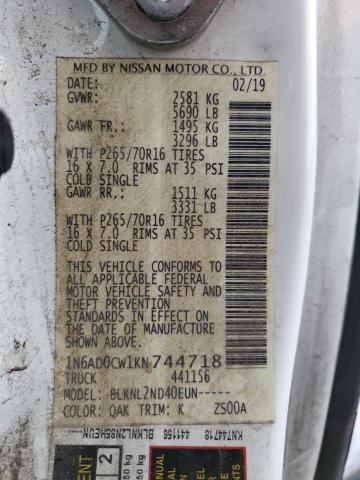 MFD BY NISSAN MOTOR CO., LTD.
DATE: 02/19
GVWR: 2581 KG
5690 LB
GAWR FR: 1495 KG
3296 LB
WITH P265/70R16 TIRES
16 X 7.0 RIMS AT 35 PSI
COLD SINGLE
GAWR RR: 1511 KG
3331 LB
WITH P265/70R16 TIRES
16 X 7.0 RIMS AT 35 PSI
COLD SINGLE
THIS VEHICLE CONFORMS TO
ALL APPLICABLE FEDERAL
MOTOR VEHICLE SAFETY AND
THEFT PREVENTION
STANDARDS IN EFFECT ON
THE DATE OF MANUFACTURE
SHOWN ABOVE.
1N6AD0CW1KN744718
TRUCK 441156
MODEL: BLKNL2ND40EUN-----
COLOR: QAK TRIM: K ZS00A
441156 KN744718
2